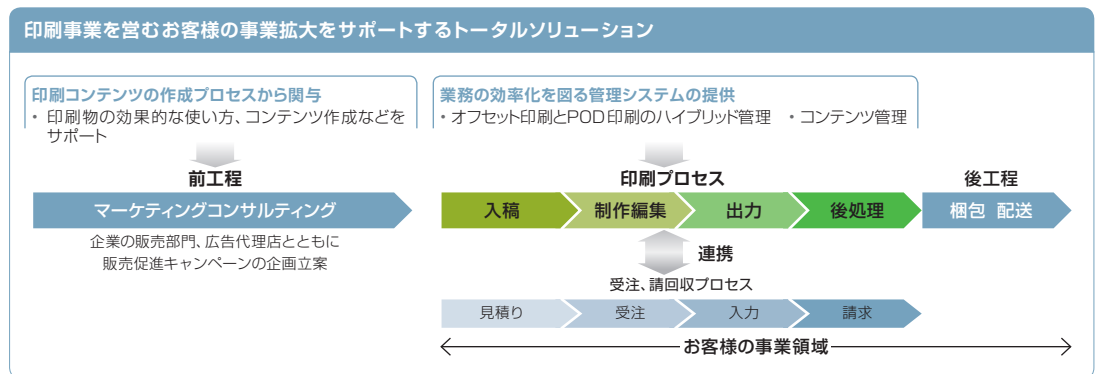 印刷事業を営むお客様の事業拡大をサポートするトータルソリューション
印刷コンテンツの作成プロセスから関与
・印刷物の効果的な使い方、コンテンツ作成などを
サポート
業務の効率化を図る管理システムの提供
・オフセット印刷とPOD印刷のハイブリッド管理 ・コンテンツ管理
前工程
マーケティングコンサルティング
企業の販売部門、広告代理店とともに
販売促進キャンペーンの企画立案
印刷プロセス
入稿 制作編集 出力 後処理
後工程
梱包 配送
連携
受注、請回収プロセス
見積り 受注 入力 請求
お客様の事業領域